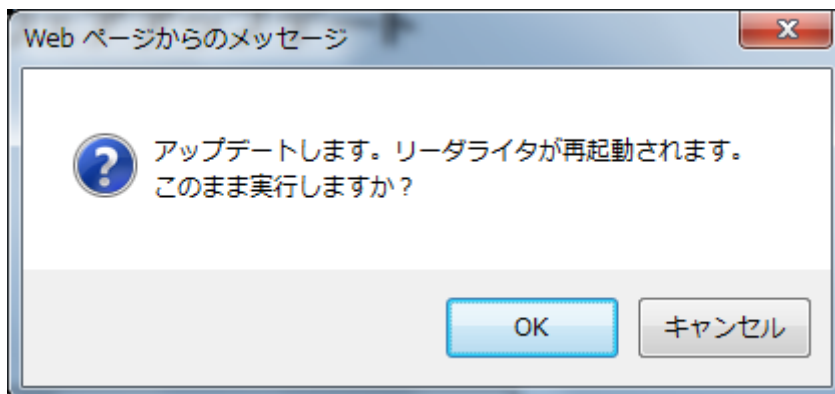 Web ページからのメッセージ
アップデートします。リーダライタが再起動されます。
このまま実行しますか？
OK
キャンセル